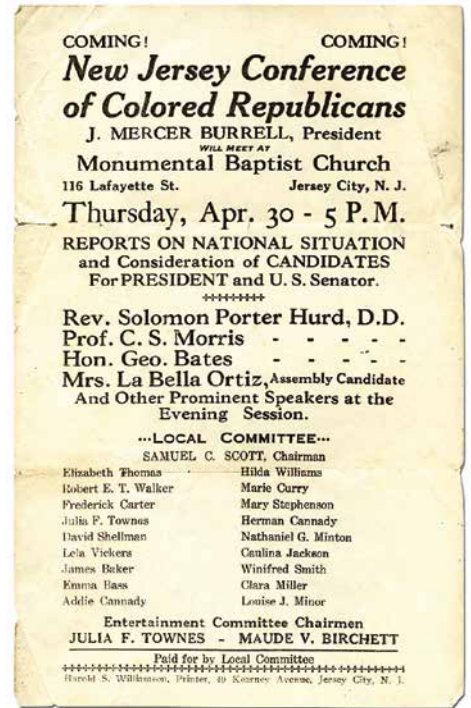 COMING! COMING!
New Jersey Conference
of Colored Republicans
J. MERCER BURRELL, President
WILL MEET AT
Monumental Baptist Church
116 Lafayette St. Jersey City, N. J.
Thursday, Apr. 30 - 5 P. M.
REPORTS ON NATIONAL SITUATION
and Consideration of CANDIDATES
For PRESIDENT and U. S. Senator.
Rev. Solomon Porter Hurd, D.D.
Prof. C. S. Morris - - - - -
Hon. Geo. Bates - - - - -
Mrs. La Bella Ortiz, Assembly Candidate
And Other Prominent Speakers at the
Evening Session.
...LOCAL COMMITTEE...
SAMUEL C. SCOTT, Chairman
Elizabeth Thomas
Robert E. T. Walker
Frederick Carter
Julia F. Townes
David Shellman
Lela Vickers
James Baker
Emma Bass
Addie Cannady
Hilda Williams
Marie Curry
Mary Stephenson
Herman Cannady
Nathaniel G. Minton
Caulina Jackson
Winifred Smith
Clara Miller
Louise J. Minor
Entertainment Committee Chairmen
JULIA F. TOWNES - MAUDE V. BIRCHETT
Paid for by Local Committee
Harold S. Williamson, Printer, 40 Kearney Avenue, Jersey City, N. J.